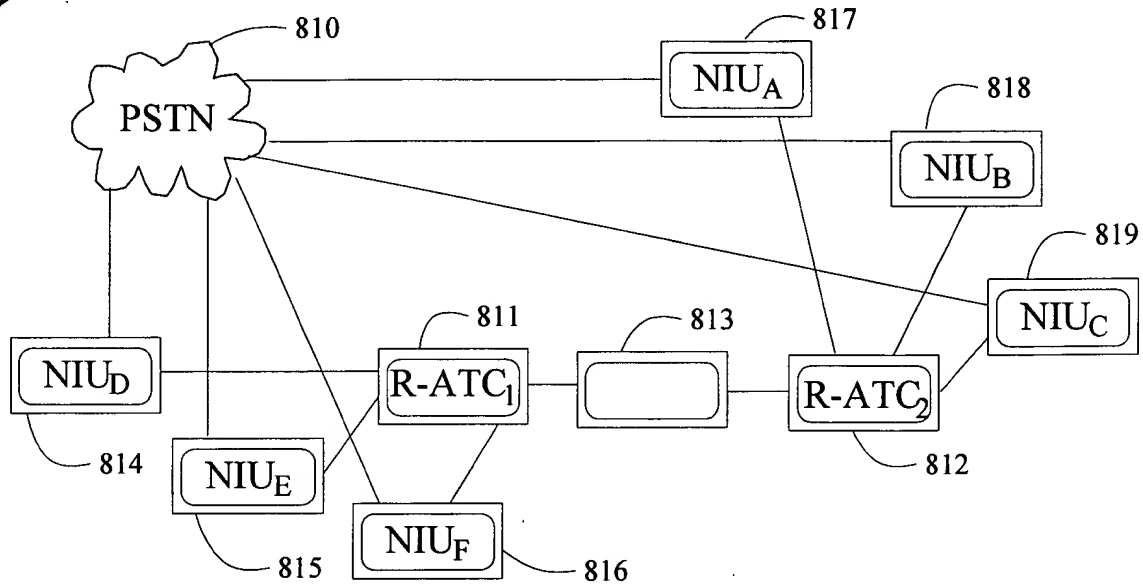 810
817
PSTN
NIU_A
818
NIU_B
819
NIU_C
811
813
NIU_D
R-ATC_1
R-ATC_2
814
NIU_E
812
NIU_F
815
816